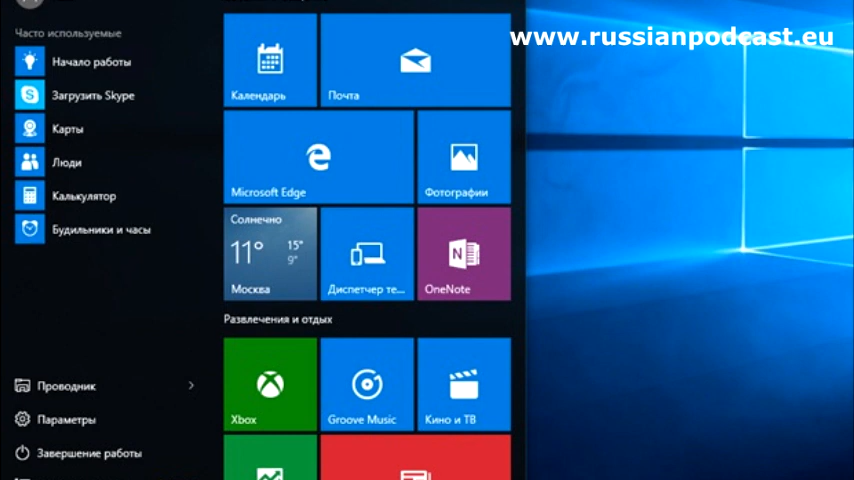 www.russianpodcast.eu
Часто используемые
Начало работы
Загрузить Skype
Карты
Люди
Калькулятор
Будильники и часы
Проводник
Параметры
Завершение работы
Календарь
Почта
Microsoft Edge
Фотографии
Солнечно
11°
15°
9°
Москва
Диспетчер те...
OneNote
Развлечения и отдых
Xbox
Groove Music
Кино и ТВ